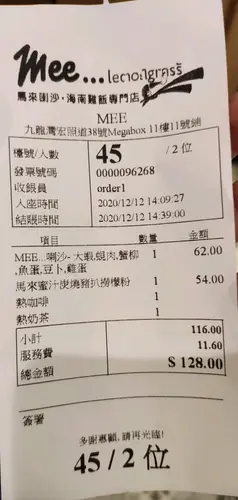 Mee...
馬來喇沙·海南雞飯專門店
MEE
九龍灣宏照道38號Megabox 11樓11號鋪
檯號/人數 45 / 2 位
發票號碼 0000096268
收銀員 order1
入座時間 2020/12/12 14:09:27
結賬時間 2020/12/12 14:39:00
項目 數量 金額
MEE...喇沙- 大蝦,蜆肉,蟹柳 1 62.00
,魚蛋,豆卜,雞蛋
馬來蜜汁炭燒豬扒撈檬粉 1 54.00
熱咖啡 1
熱奶茶 1
小計 116.00
服務費 11.60
總金額 $ 128.00
簽署
多謝惠顧, 請再光臨!
45 / 2 位